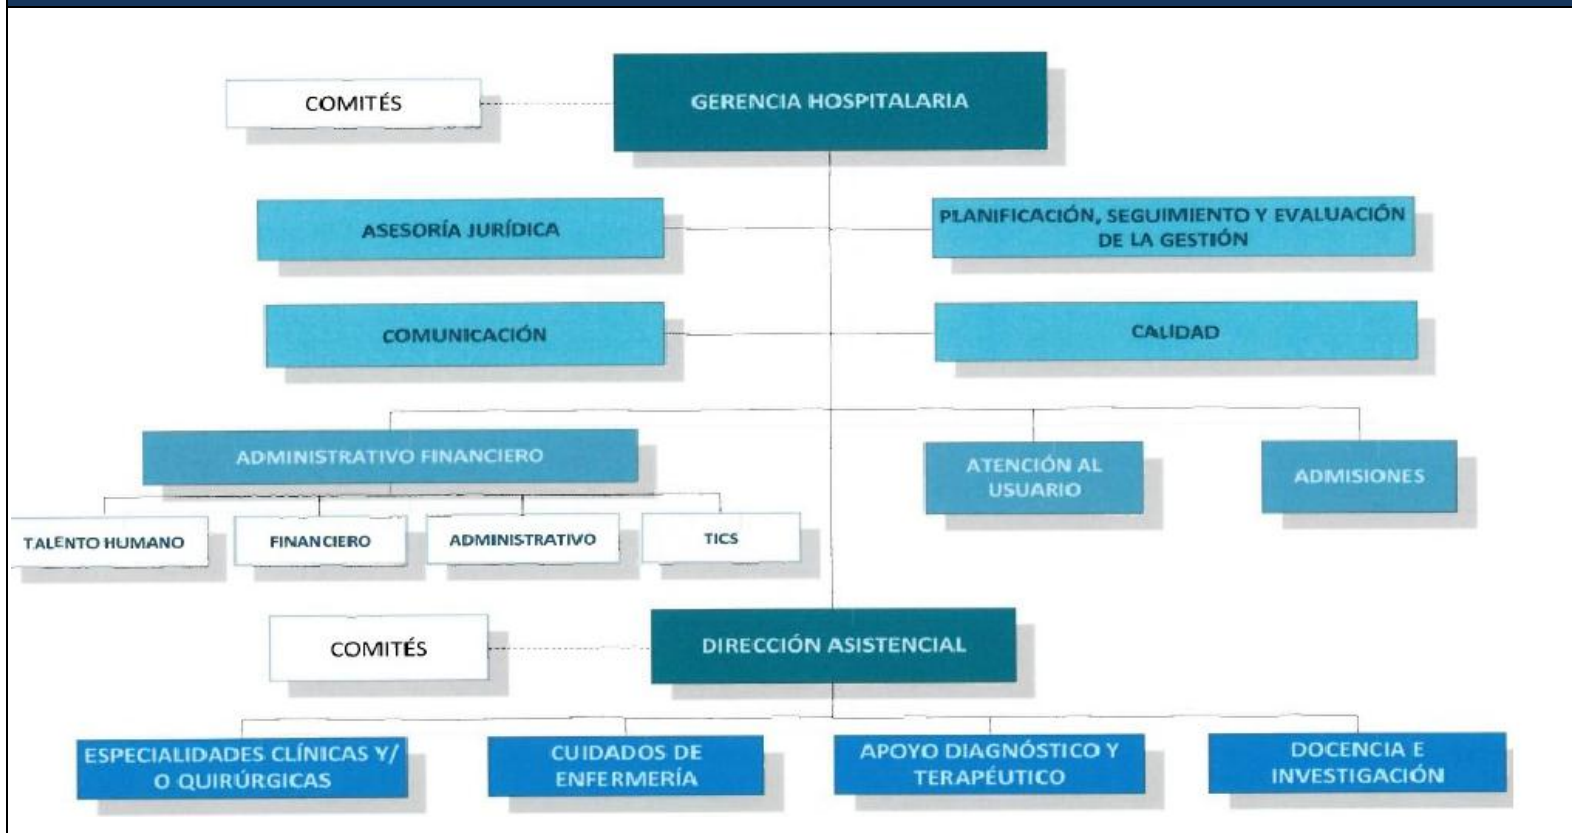 COMITÉS
GERENCIA HOSPITALARIA
ASESORÍA JURÍDICA
PLANIFICACIÓN, SEGUIMIENTO Y EVALUACIÓN
DE LA GESTIÓN
COMUNICACIÓN
CALIDAD
ADMINISTRATIVO FINANCIERO
ATENCIÓN AL
USUARIO
ADMISIONES
TALENTO HUMANO
FINANCIERO
ADMINISTRATIVO
TICS
COMITÉS
DIRECCIÓN ASISTENCIAL
ESPECIALIDADES CLÍNICAS Y/
O QUIRÚRGICAS
CUIDADOS DE
ENFERMERÍA
APOYO DIAGNÓSTICO Y
TERAPÉUTICO
DOCENCIA E
INVESTIGACIÓN